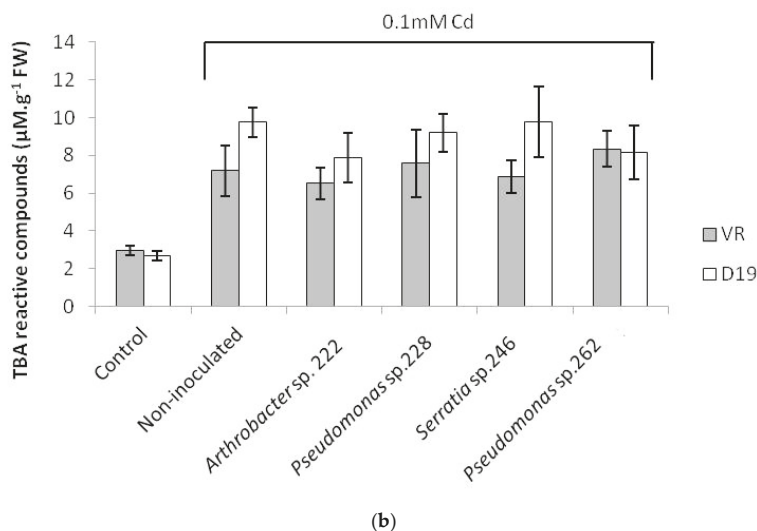 0.1mM Cd
TBA reactive compounds (µM.g⁻¹ FW)
14
12
10
8
6
4
2
0
VR
D19
Control
Non-inoculated
Arthrobacter sp. 222
Pseudomonas sp.228
Serratia sp.246
Pseudomonas sp.262
(b)